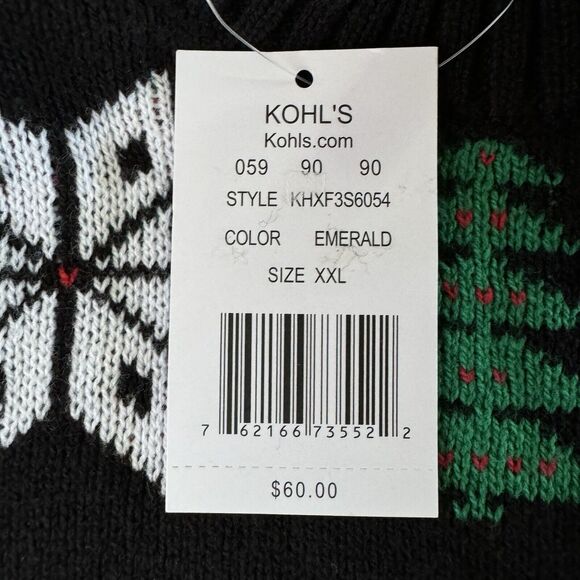 KOHL'S
Kohls.com
059 90 90
STYLE KHXF3S6054
COLOR EMERALD
SIZE XXL
7 62166 73552 2
$60.00